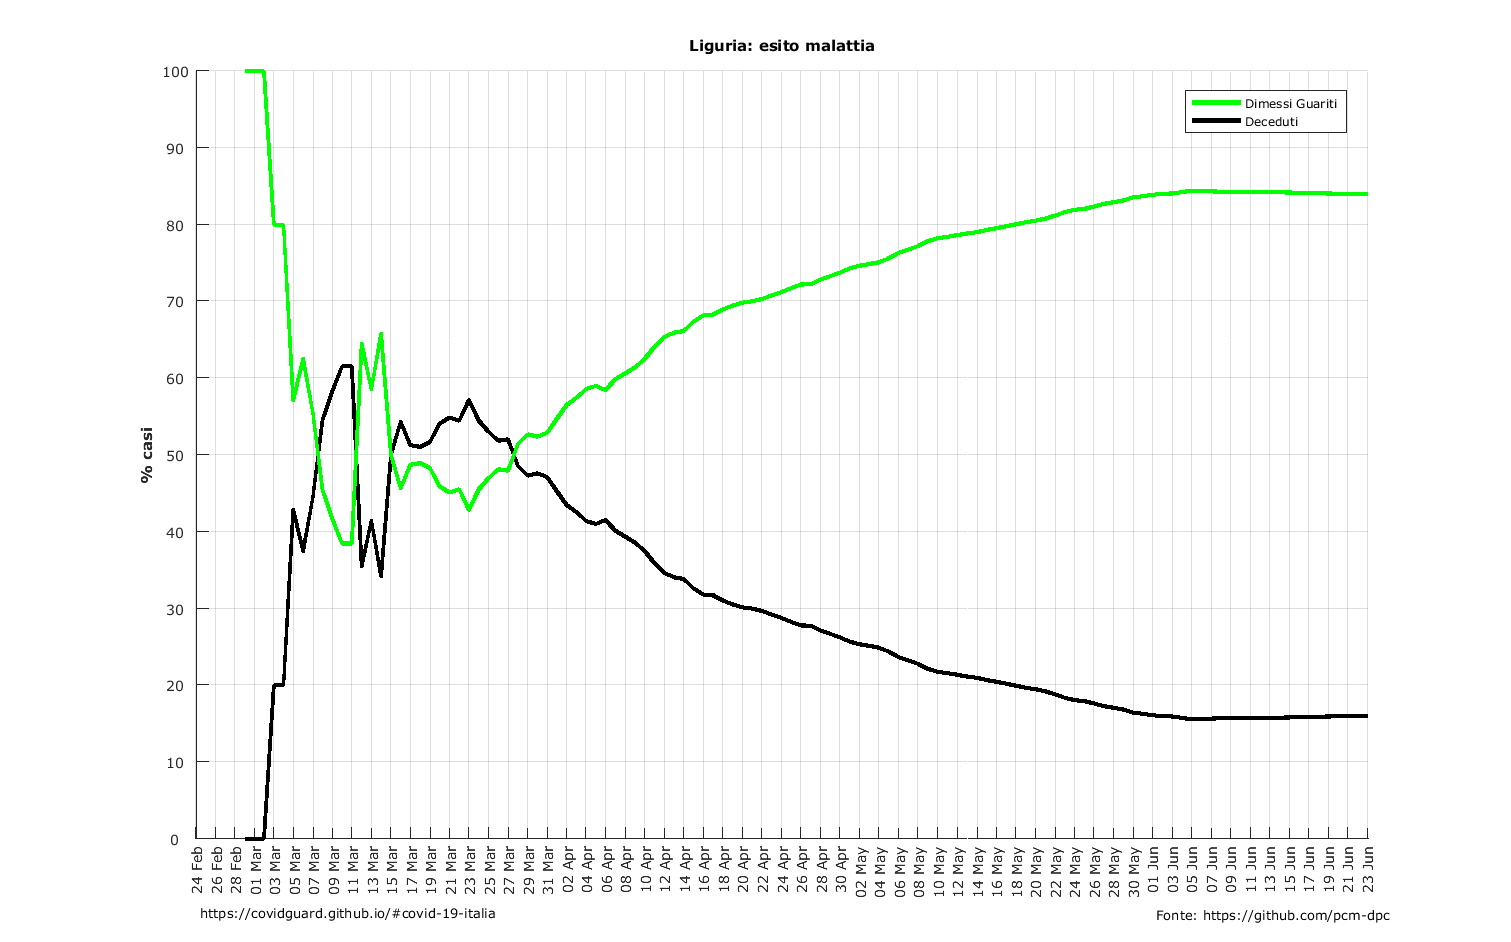 Liguria: esito malattia
100
90
80
70
60
50
40
30
20
10
0
% casi
Dimessi Guariti
Deceduti
24 Feb
26 Feb
28 Feb
01 Mar
03 Mar
05 Mar
07 Mar
09 Mar
11 Mar
13 Mar
15 Mar
17 Mar
19 Mar
21 Mar
23 Mar
25 Mar
27 Mar
29 Mar
31 Mar
02 Apr
04 Apr
06 Apr
08 Apr
10 Apr
12 Apr
14 Apr
16 Apr
18 Apr
20 Apr
22 Apr
24 Apr
26 Apr
28 Apr
30 Apr
02 May
04 May
06 May
08 May
10 May
12 May
14 May
16 May
18 May
20 May
22 May
24 May
26 May
28 May
30 May
01 Jun
03 Jun
05 Jun
07 Jun
09 Jun
11 Jun
13 Jun
15 Jun
17 Jun
19 Jun
21 Jun
23 Jun
https://covidguard.github.io/#covid-19-italia
Fonte: https://github.com/pcm-dpc